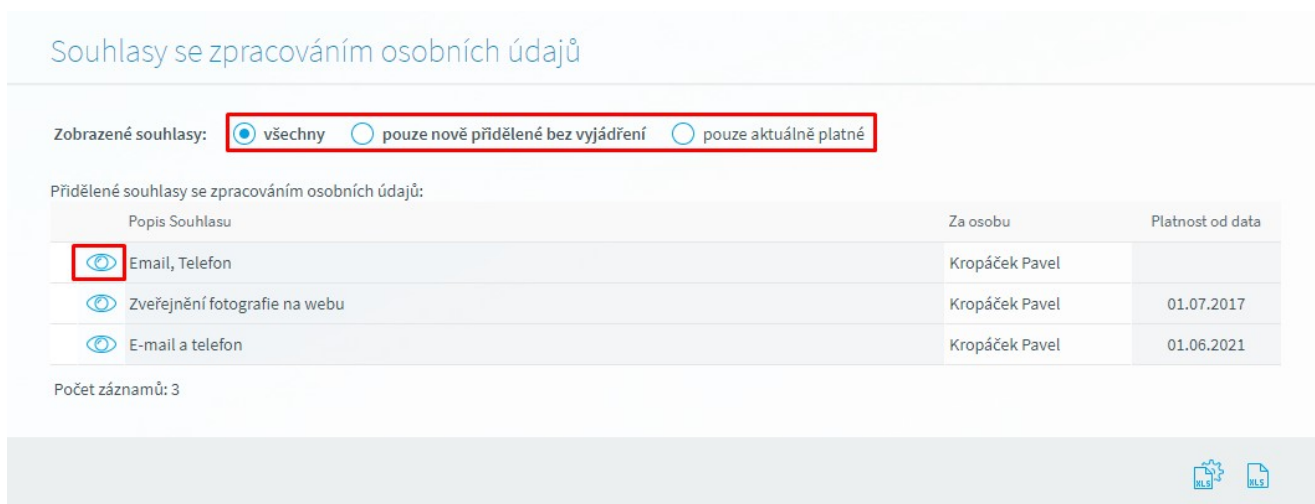 Souhlasy se zpracováním osobních údajů
Zobrazené souhlasy: všechny pouze nově přidělené bez vyjádření pouze aktuálně platné
Přidělené souhlasy se zpracováním osobních údajů:
Popis Souhlasu Za osobu Platnost od data
Email, Telefon Kropáček Pavel
Zveřejnění fotografie na webu Kropáček Pavel 01.07.2017
E-mail a telefon Kropáček Pavel 01.06.2021
Počet záznamů: 3
XLS XLS